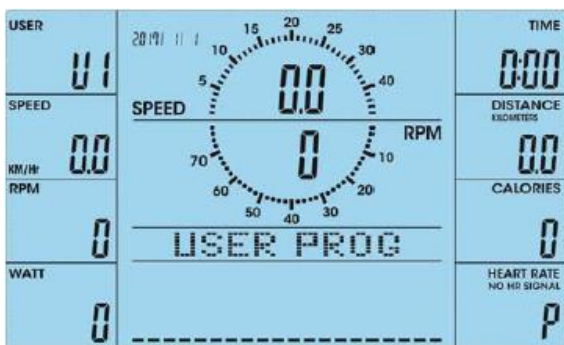 USER
U 1
SPEED
KM/Hr 0.0
RPM
0
WATT
0
2019/ 11 1
5 10 15 20 25 30 40
SPEED 0.0
RPM 0
70 60 50 40 30 20 10
USER PROG
TIME
0:00
DISTANCE
KILOMETERS
0.0
CALORIES
0
HEART RATE
NO HR SIGNAL
P